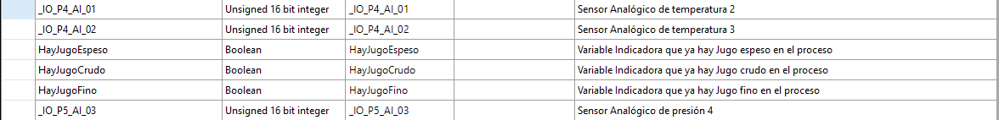 _IO_P4_AI_01 Unsigned 16 bit integer _IO_P4_AI_01 Sensor Analógico de temperatura 2
_IO_P4_AI_02 Unsigned 16 bit integer _IO_P4_AI_02 Sensor Analógico de temperatura 3
HayJugoEspeso Boolean HayJugoEspeso Variable Indicadora que ya hay Jugo espeso en el proceso
HayJugoCrudo Boolean HayJugoCrudo Variable Indicadora que ya hay Jugo crudo en el proceso
HayJugoFino Boolean HayJugoFino Variable Indicadora que ya hay Jugo fino en el proceso
_IO_P5_AI_03 Unsigned 16 bit integer _IO_P5_AI_03 Sensor Analógico de presión 4